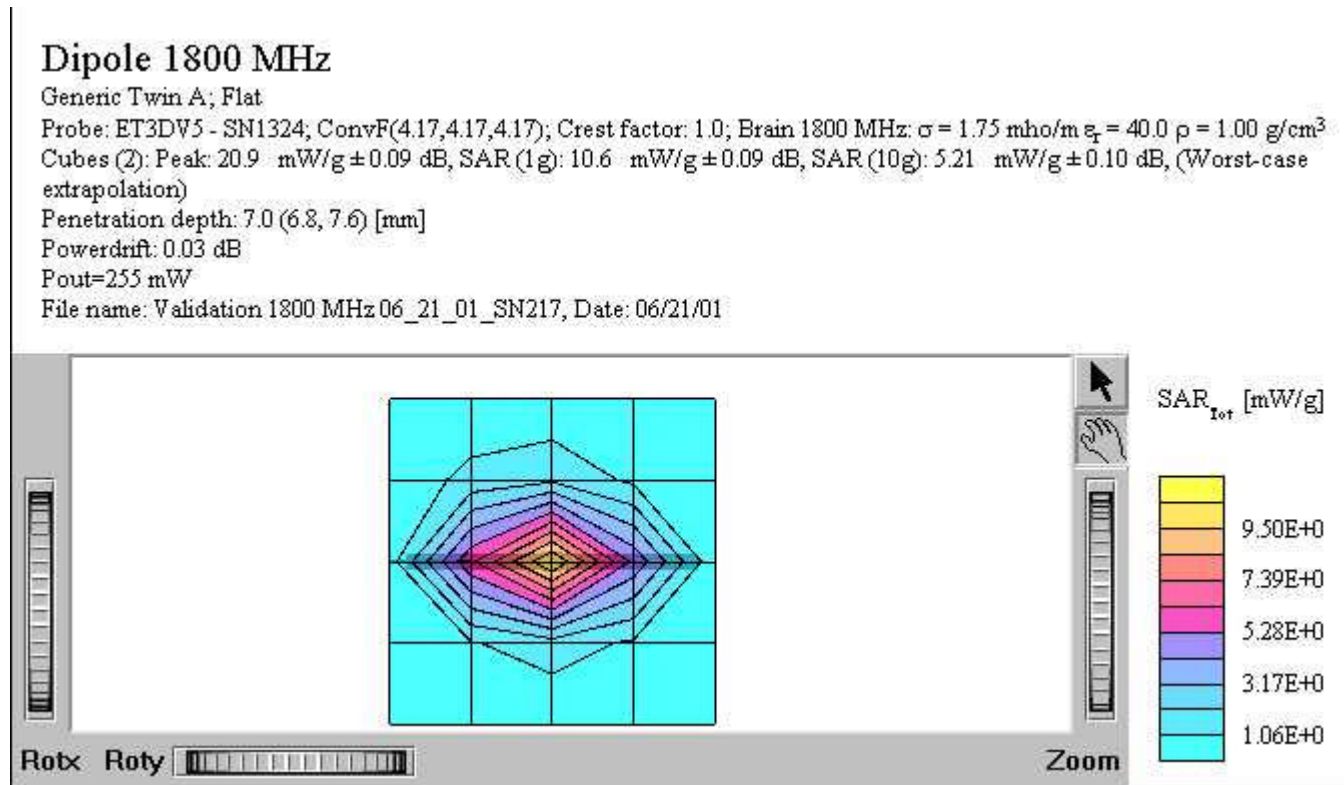 Dipole 1800 MHz
Generic Twin A; Flat
Probe: ET3DV5 - SN1324; ConvF(4.17,4.17,4.17); Crest factor: 1.0; Brain 1800 MHz: σ = 1.75 mho/m εr = 40.0 ρ = 1.00 g/cm³
Cubes (2): Peak: 20.9 mW/g ± 0.09 dB, SAR (1g): 10.6 mW/g ± 0.09 dB, SAR (10g): 5.21 mW/g ± 0.10 dB, (Worst-case
extrapolation)
Penetration depth: 7.0 (6.8, 7.6) [mm]
Powerdrift: 0.03 dB
Pout=255 mW
File name: Validation 1800 MHz 06_21_01_SN217, Date: 06/21/01
SAR Tot [mW/g]
9.50E+0
7.39E+0
5.28E+0
3.17E+0
1.06E+0
Rotx Roty Zoom